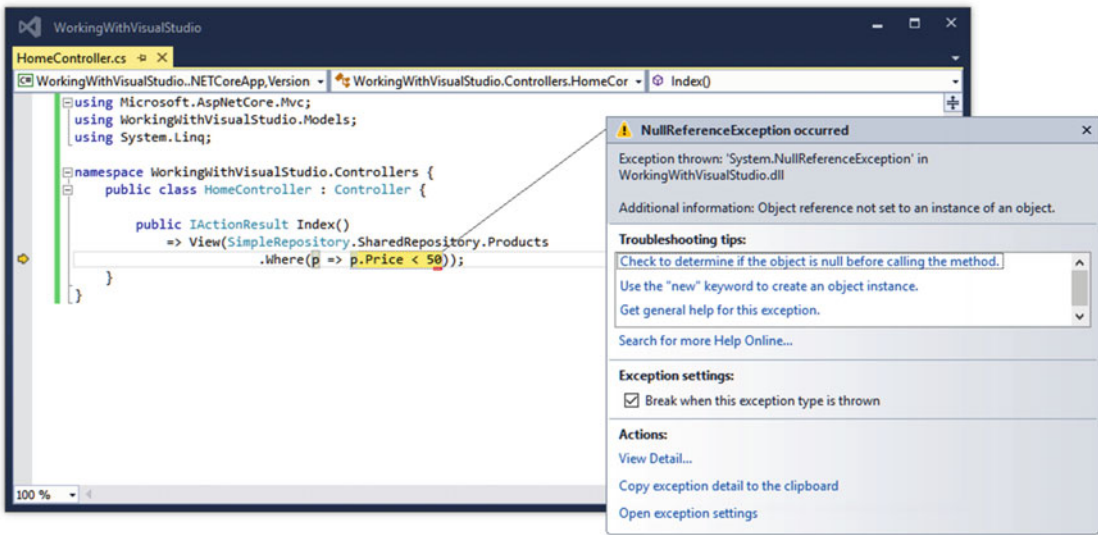 WorkingWithVisualStudio
HomeController.cs
C# WorkingWithVisualStudio..NETCoreApp,Version
WorkingWithVisualStudio.Controllers.HomeCor
Index()
using Microsoft.AspNetCore.Mvc;
using WorkingWithVisualStudio.Models;
using System.Linq;
namespace WorkingWithVisualStudio.Controllers {
public class HomeController : Controller {
public IActionResult Index()
=> View(SimpleRepository.SharedRepository.Products
.Where(p => p.Price < 50));
}
}
100 %
NullReferenceException occurred
Exception thrown: 'System.NullReferenceException' in
WorkingWithVisualStudio.dll
Additional information: Object reference not set to an instance of an object.
Troubleshooting tips:
Check to determine if the object is null before calling the method.
Use the "new" keyword to create an object instance.
Get general help for this exception.
Search for more Help Online...
Exception settings:
Break when this exception type is thrown
Actions:
View Detail...
Copy exception detail to the clipboard
Open exception settings